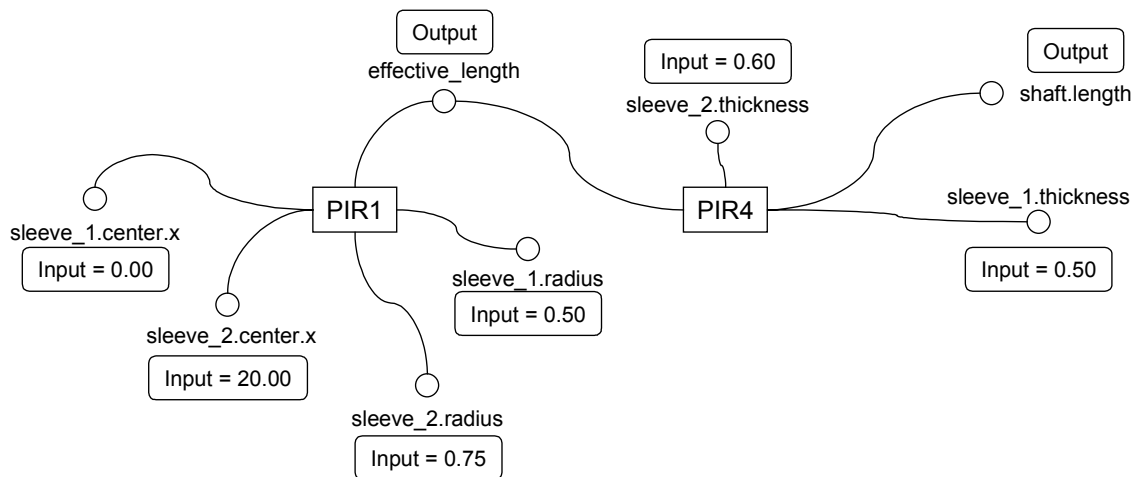 Output
effective_length
Input = 0.60
sleeve_2.thickness
Output
shaft.length
PIR1
PIR4
sleeve_1.center.x
Input = 0.00
sleeve_1.thickness
Input = 0.50
sleeve_1.radius
Input = 0.50
sleeve_2.center.x
Input = 20.00
sleeve_2.radius
Input = 0.75